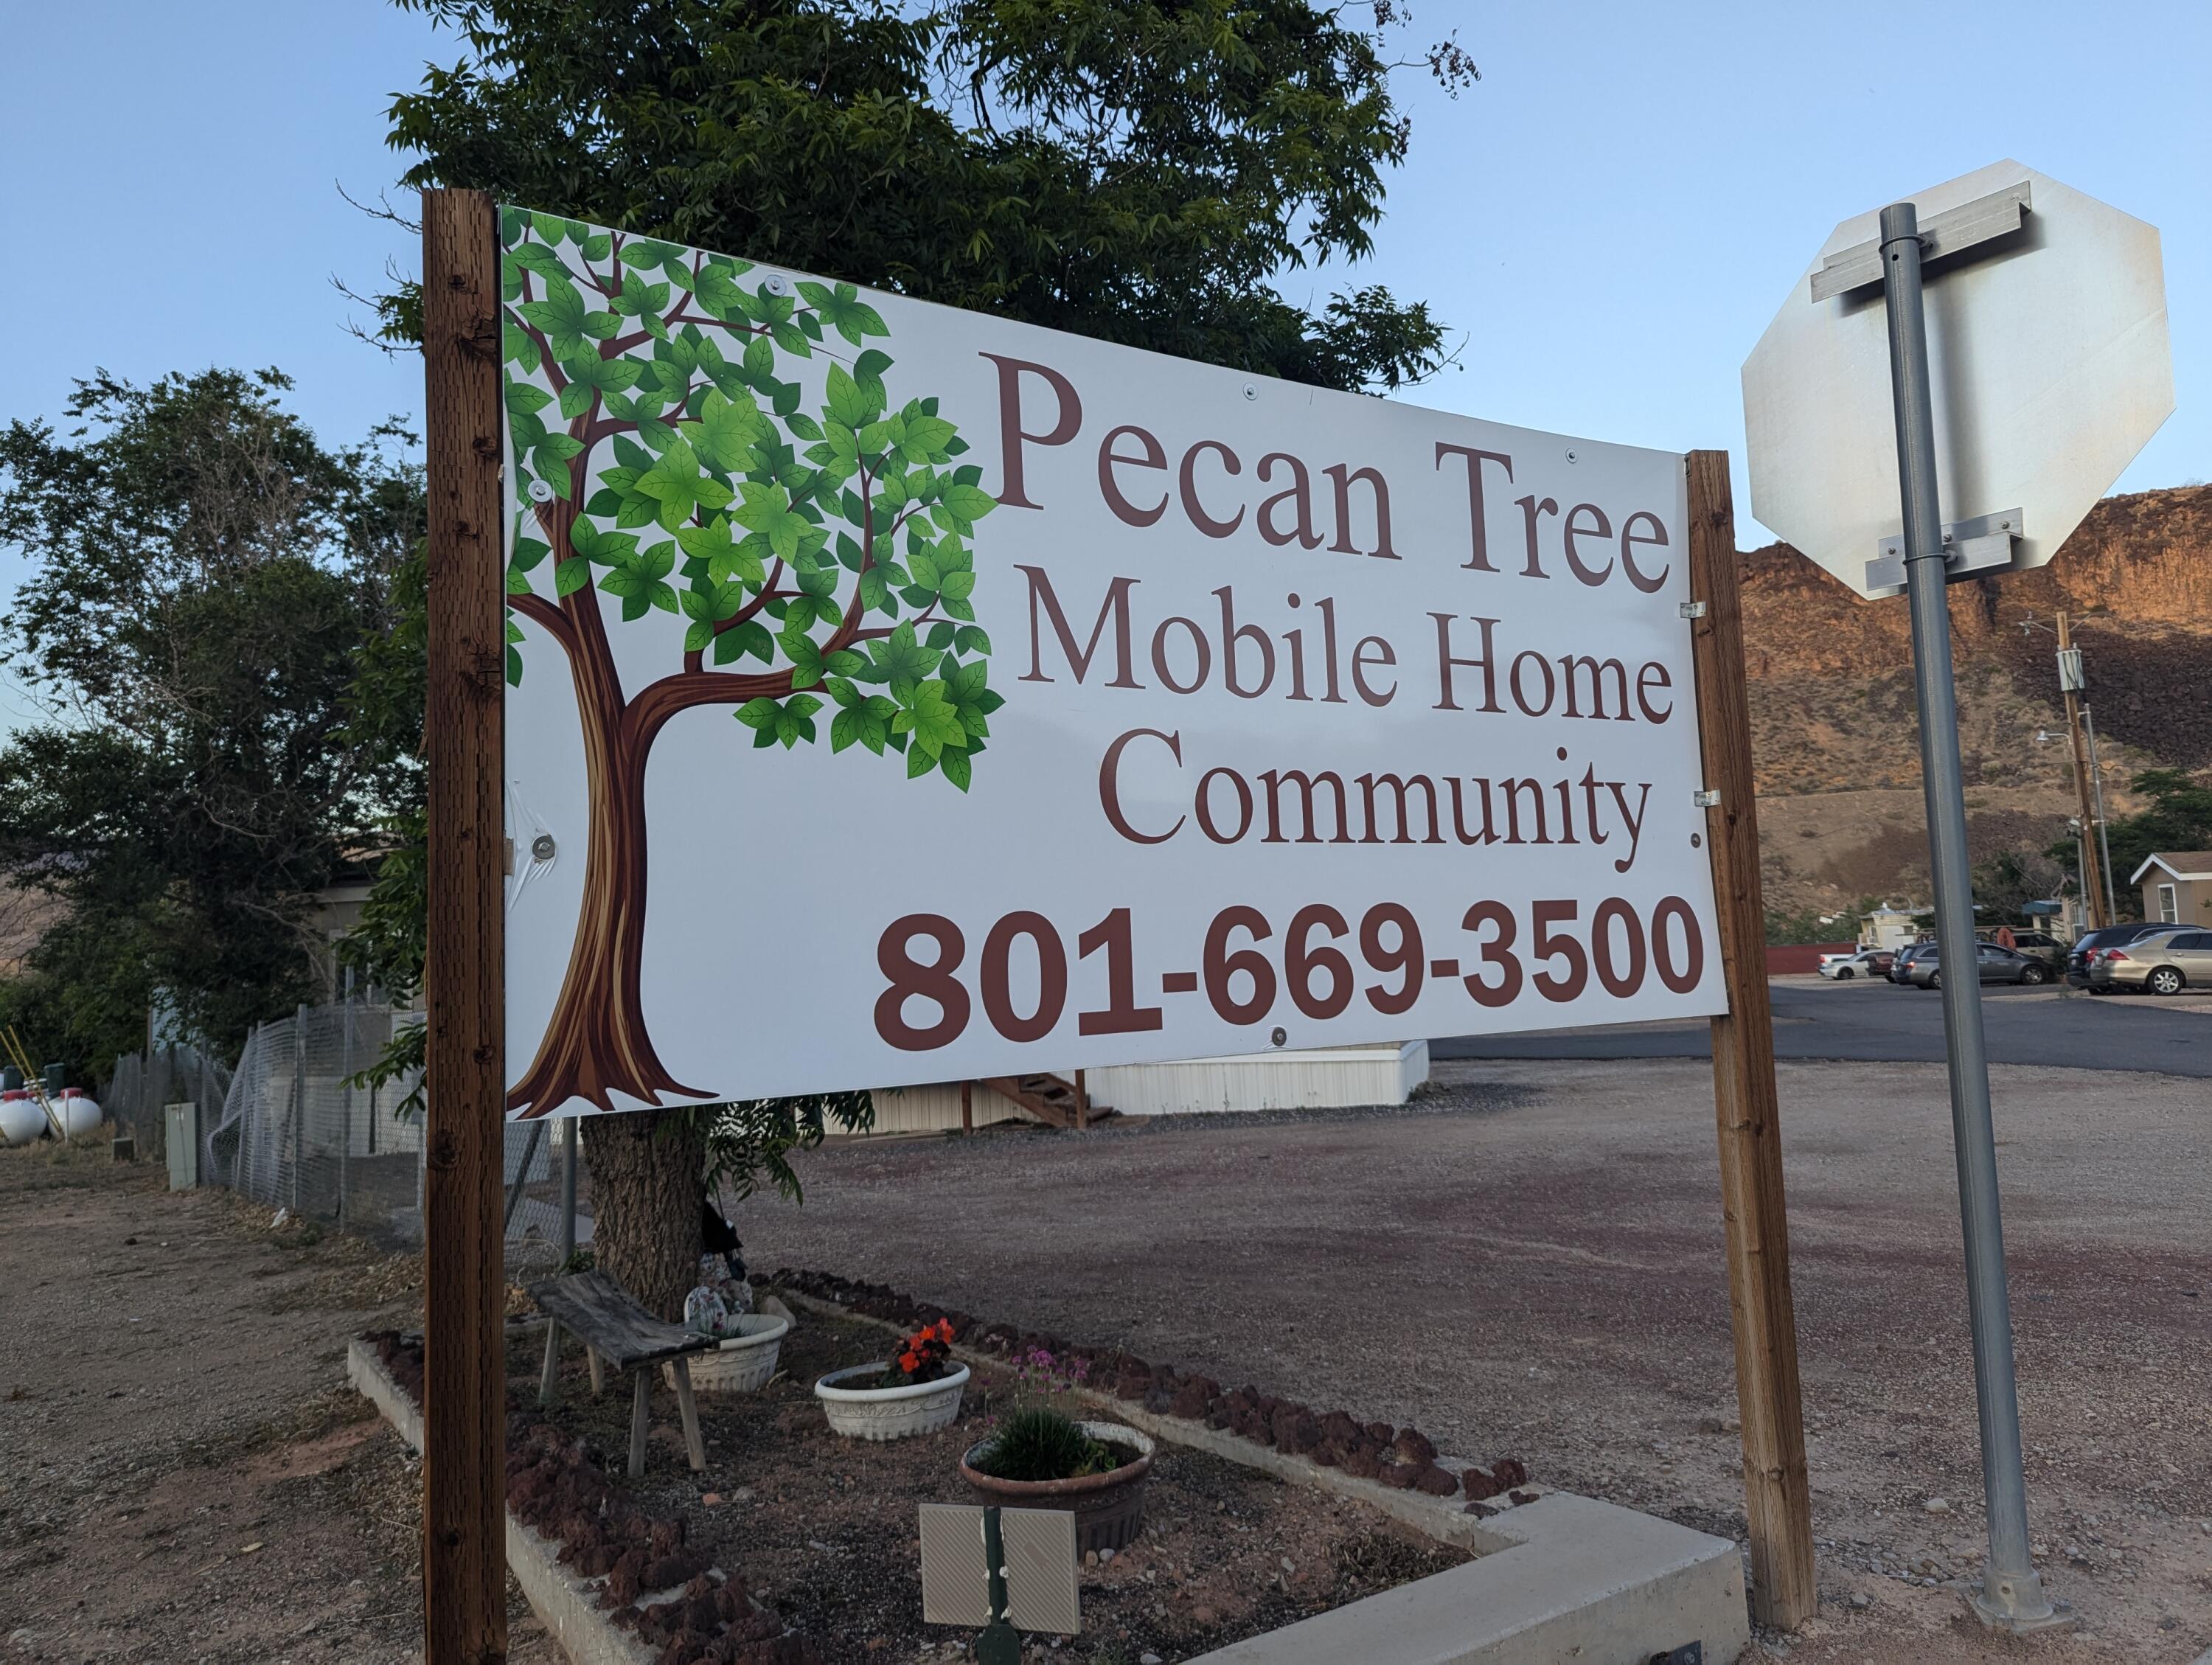 Pecan Tree
Mobile Home
Community
801-669-3500